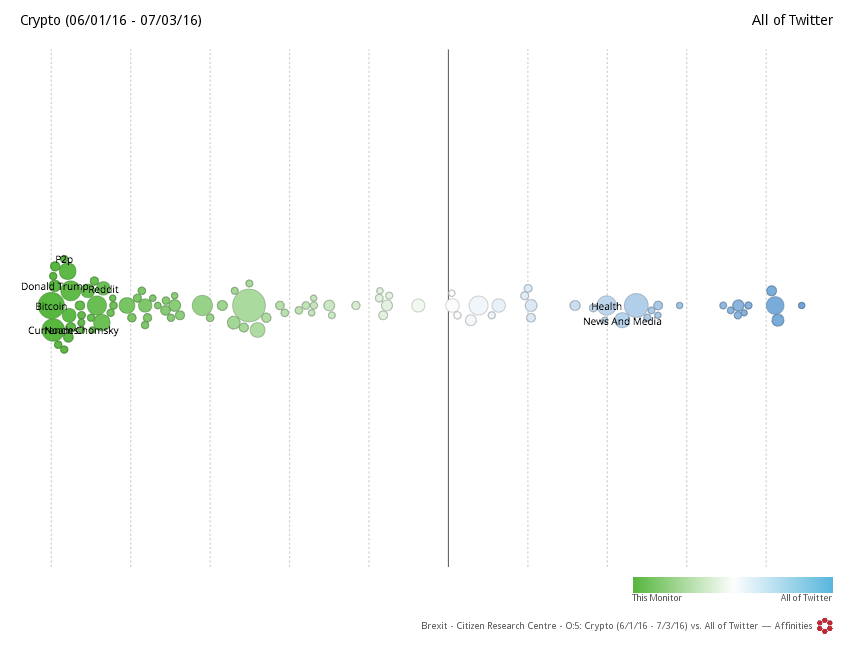 Crypto (06/01/16 - 07/03/16)
All of Twitter
P2p
Donald Trump
Reddit
Bitcoin
Noam Chomsky
Health
News And Media
This Monitor
All of Twitter
Brexit - Citizen Research Centre - O:5: Crypto (6/1/16 - 7/3/16) vs. All of Twitter — Affinities